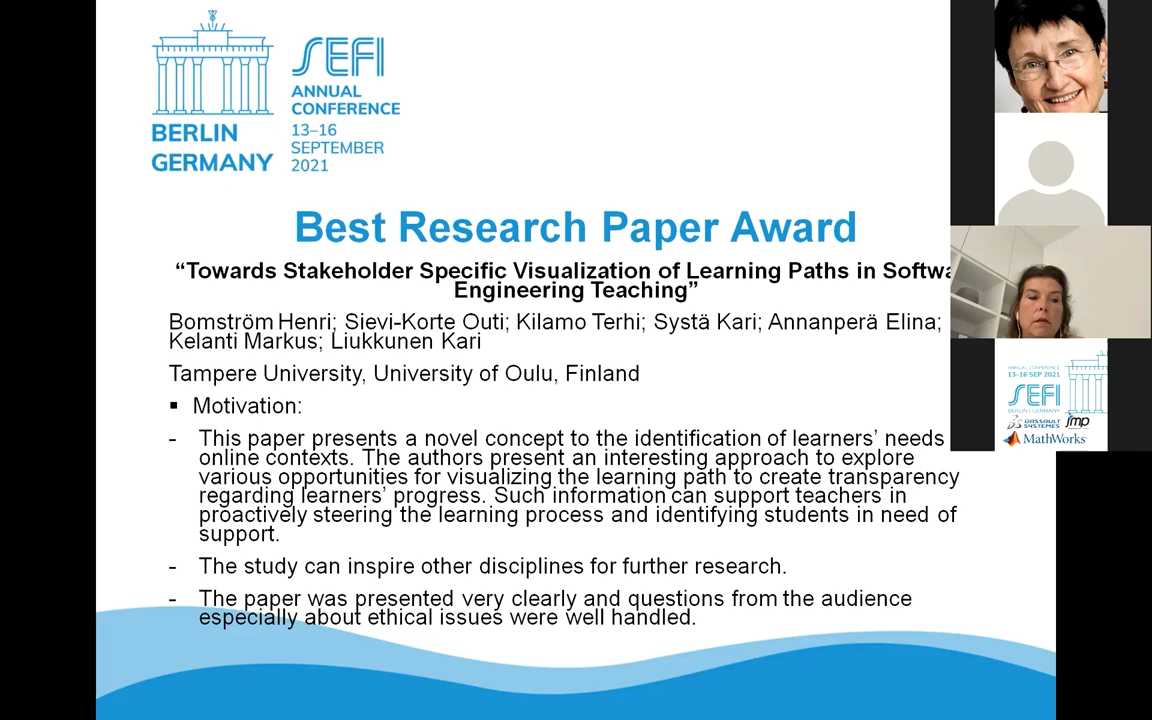 SEFI
ANNUAL
CONFERENCE
13–16
SEPTEMBER
2021
BERLIN
GERMANY
Best Research Paper Award
“Towards Stakeholder Specific Visualization of Learning Paths in
Engineering Teaching”
Bomström Henri; Sievi-Korte Outi; Kilamo Terhi; Systä Kari; Annanperä Elina;
Kelanti Markus; Liukkunen Kari
Tampere University, University of Oulu, Finland
▪ Motivation:
- This paper presents a novel concept to the identification of learners’ needs
online contexts. The authors present an interesting approach to explore
various opportunities for visualizing the learning path to create transparency
regarding learners’ progress. Such information can support teachers in
proactively steering the learning process and identifying students in need of
support.
- The study can inspire other disciplines for further research.
- The paper was presented very clearly and questions from the audience
especially about ethical issues were well handled.
ANNUAL CONFERENCE
13–16 SEP 2021
SEFI
BERLIN GERMANY
DASSAULT
SYSTEMES
jmp
MathWorks